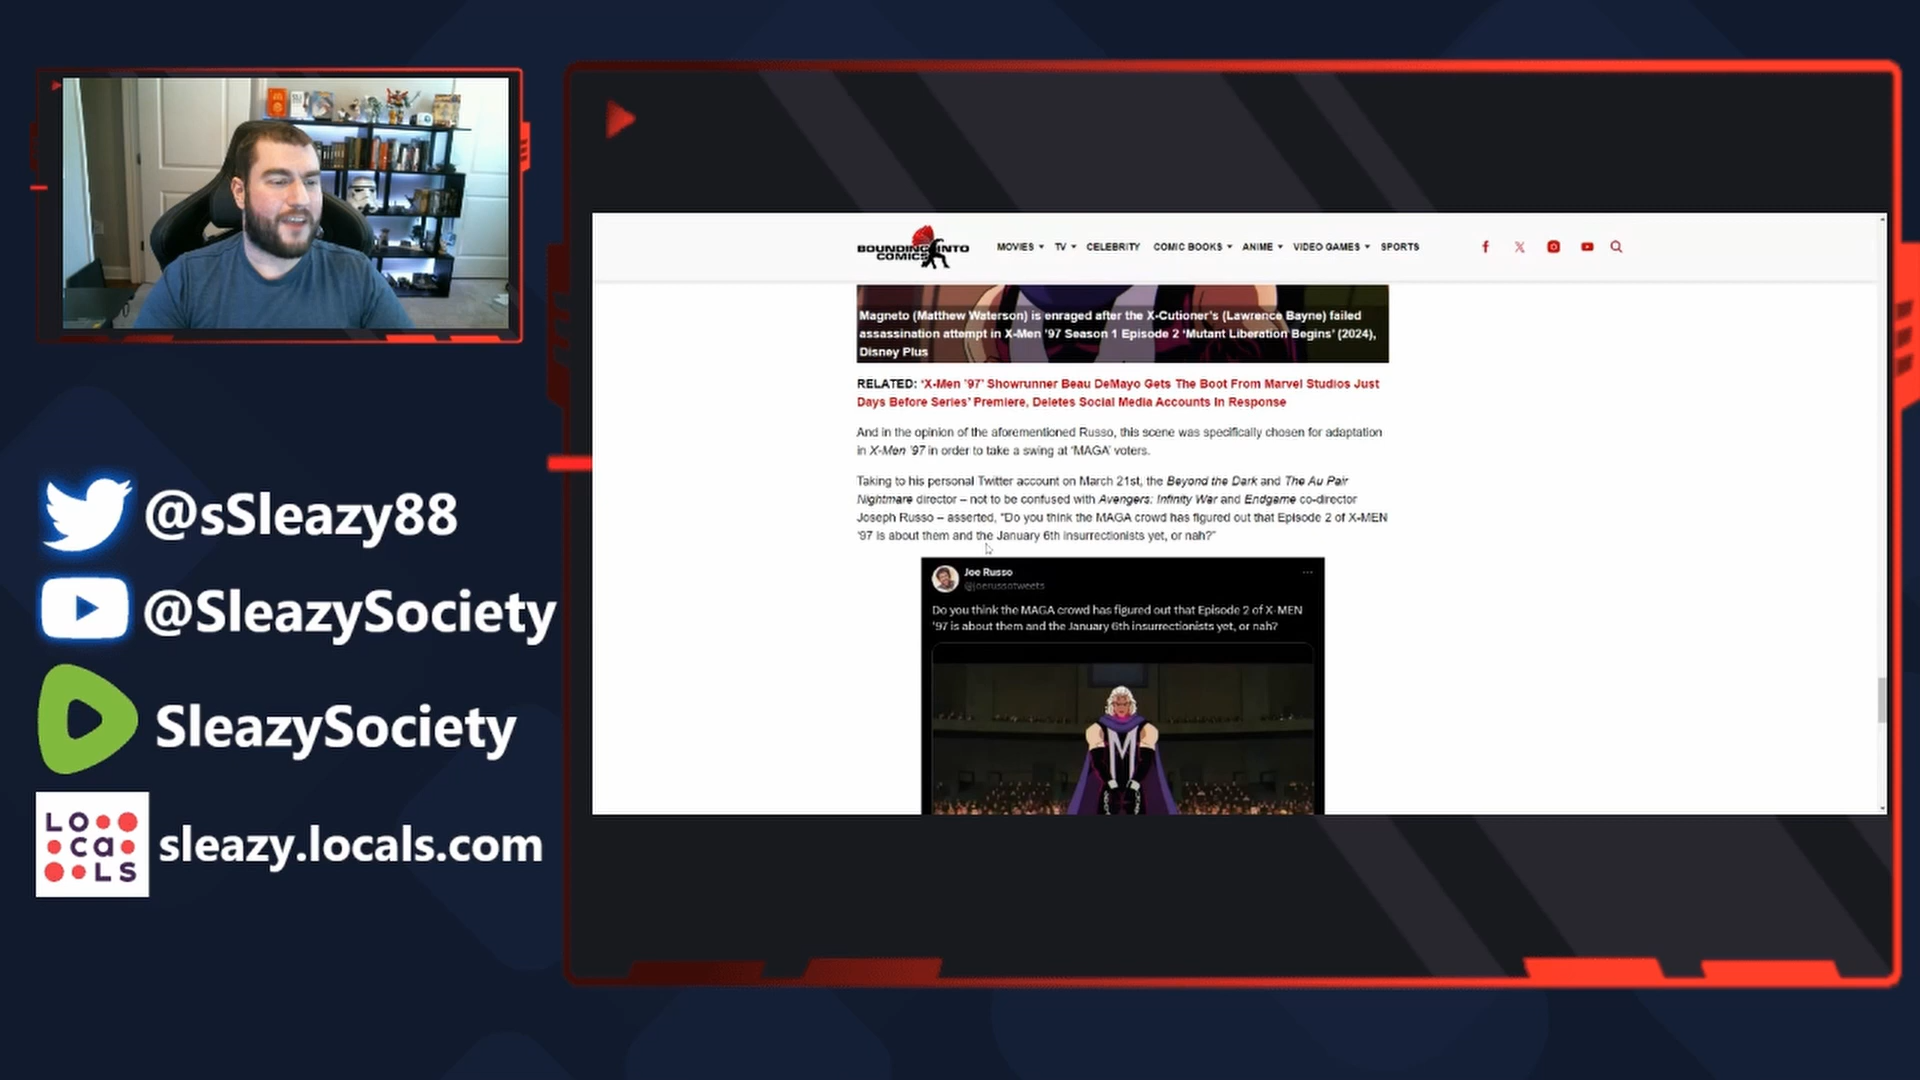 @sSleazy88
@SleazySociety
SleazySociety
LOcaLS
sleazy.locals.com
BOUNDING INTO
COMICS
MOVIES TV CELEBRITY COMIC BOOKS ANIME VIDEO GAMES SPORTS
Magneto (Matthew Waterson) is enraged after the X-Cutioner's (Lawrence Bayne) failed
assassination attempt in X-Men '97 Season 1 Episode 2 'Mutant Liberation Begins' (2024),
Disney Plus
RELATED: 'X-Men '97' Showrunner Beau DeMayo Gets The Boot From Marvel Studios Just
Days Before Series' Premiere, Deletes Social Media Accounts In Response
And in the opinion of the aforementioned Russo, this scene was specifically chosen for adaptation
in X-Men '97 in order to take a swing at 'MAGA' voters.
Taking to his personal Twitter account on March 21st, the Beyond the Dark and The Au Pair
Nightmare director – not to be confused with Avengers: Infinity War and Endgame co-director
Joseph Russo – asserted, "Do you think the MAGA crowd has figured out that Episode 2 of X-MEN
'97 is about them and the January 6th insurrectionists yet, or nah?"
Joe Russo
@joerussotweets
Do you think the MAGA crowd has figured out that Episode 2 of X-MEN
'97 is about them and the January 6th insurrectionists yet, or nah?